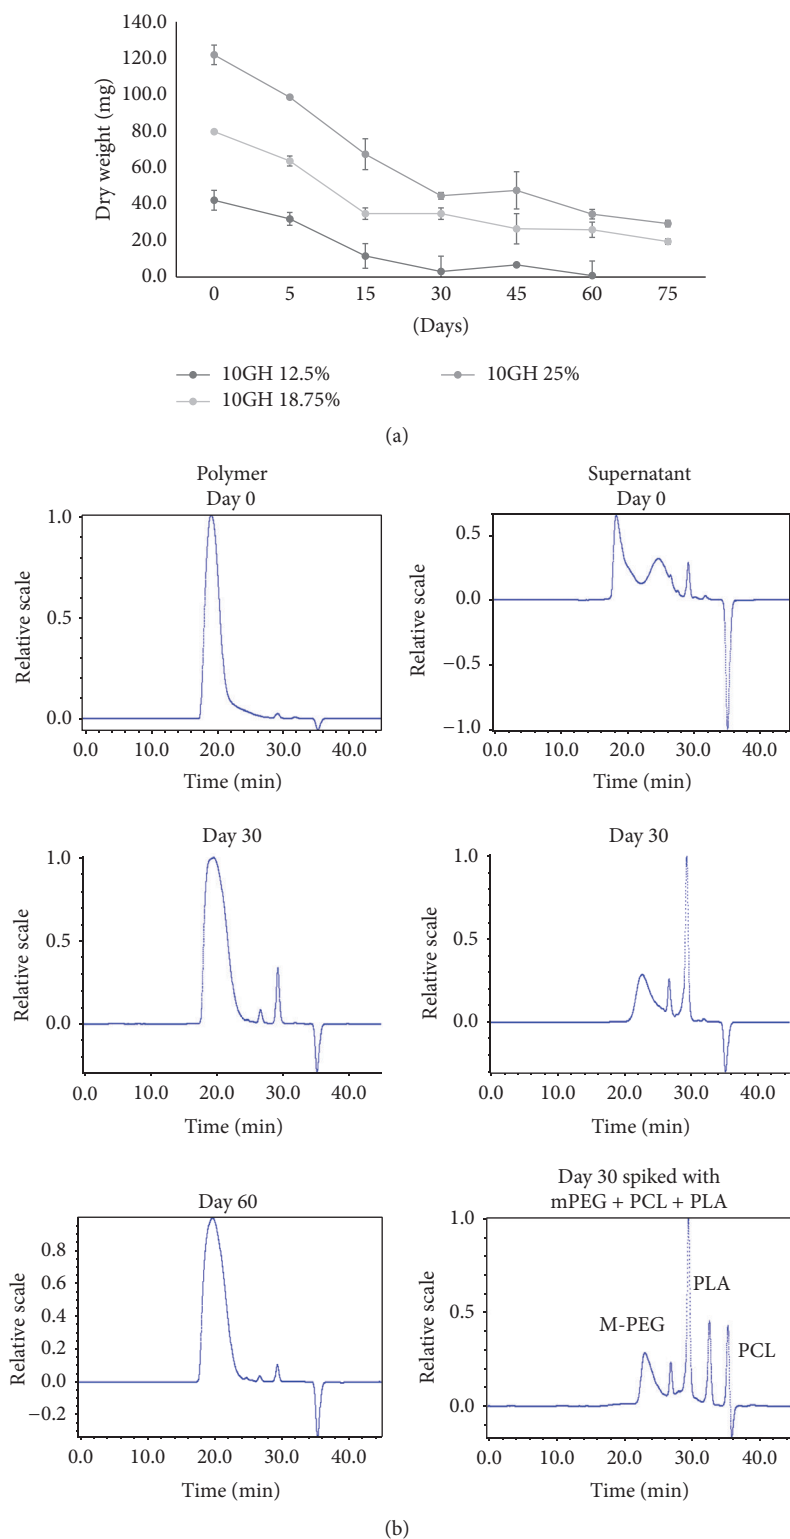 140.0
120.0
100.0
80.0
60.0
40.0
20.0
0.0
Dry weight (mg)
0 5 15 30 45 60 75
(Days)
10GH 12.5% 10GH 25%
10GH 18.75%
(a)
Polymer
Day 0
1.0
0.5
0.0
Relative scale
0.0 10.0 20.0 30.0 40.0
Time (min)
Supernatant
Day 0
0.5
0.0
−0.5
−1.0
Relative scale
0.0 10.0 20.0 30.0 40.0
Time (min)
Day 30
1.0
0.5
0.0
Relative scale
0.0 10.0 20.0 30.0 40.0
Time (min)
Day 30
1.0
0.5
0.0
Relative scale
0.0 10.0 20.0 30.0 40.0
Time (min)
Day 60
0.8
0.6
0.4
0.2
0.0
−0.2
Relative scale
0.0 10.0 20.0 30.0 40.0
Time (min)
Day 30 spiked with
mPEG + PCL + PLA
1.0
0.5
0.0
Relative scale
PLA
M-PEG
PCL
0.0 10.0 20.0 30.0 40.0
Time (min)
(b)